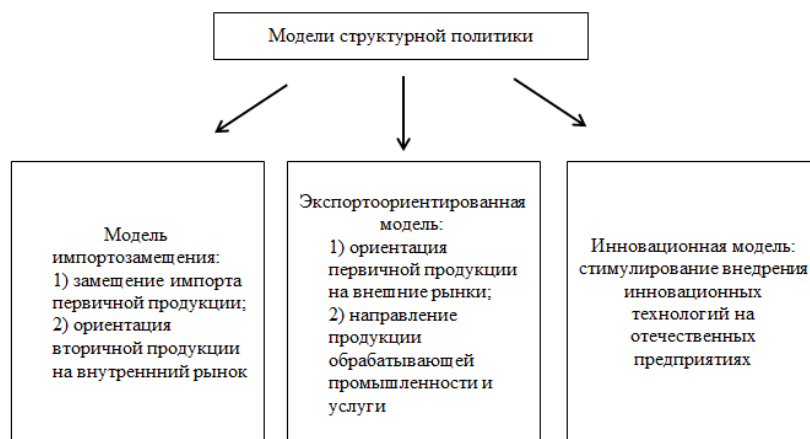 Модели структурной политики
Модель
импортозамещения:
1) замещение импорта
первичной продукции;
2) ориентация
вторичной продукции
на внутреннний рынок
Экспортоориентированная
модель:
1) ориентация
первичной продукции
на внешние рынки;
2) направление
продукции
обрабатывающей
промышленности и
услуги
Инновационная модель:
стимулирование внедрения
инновационных
технологий на
отечественных
предприятиях